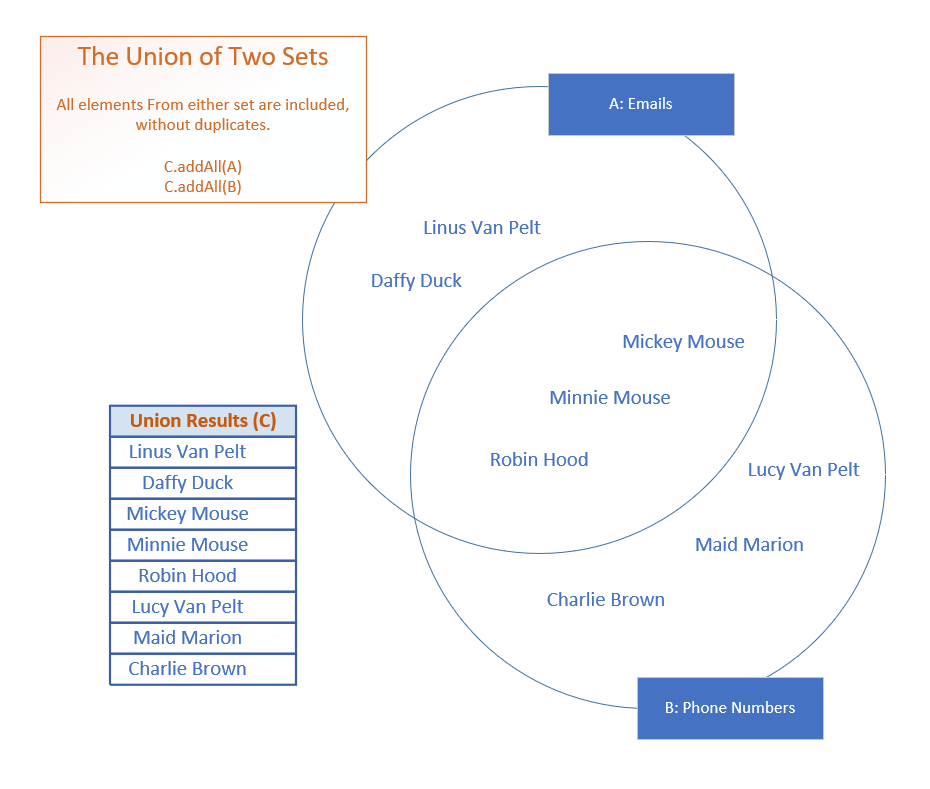 The Union of Two Sets
All elements From either set are included,
without duplicates.
C.addAll(A)
C.addAll(B)
A: Emails
Linus Van Pelt
Daffy Duck
Mickey Mouse
Minnie Mouse
Robin Hood
Lucy Van Pelt
Maid Marion
Charlie Brown
B: Phone Numbers
Union Results (C)
Linus Van Pelt
Daffy Duck
Mickey Mouse
Minnie Mouse
Robin Hood
Lucy Van Pelt
Maid Marion
Charlie Brown